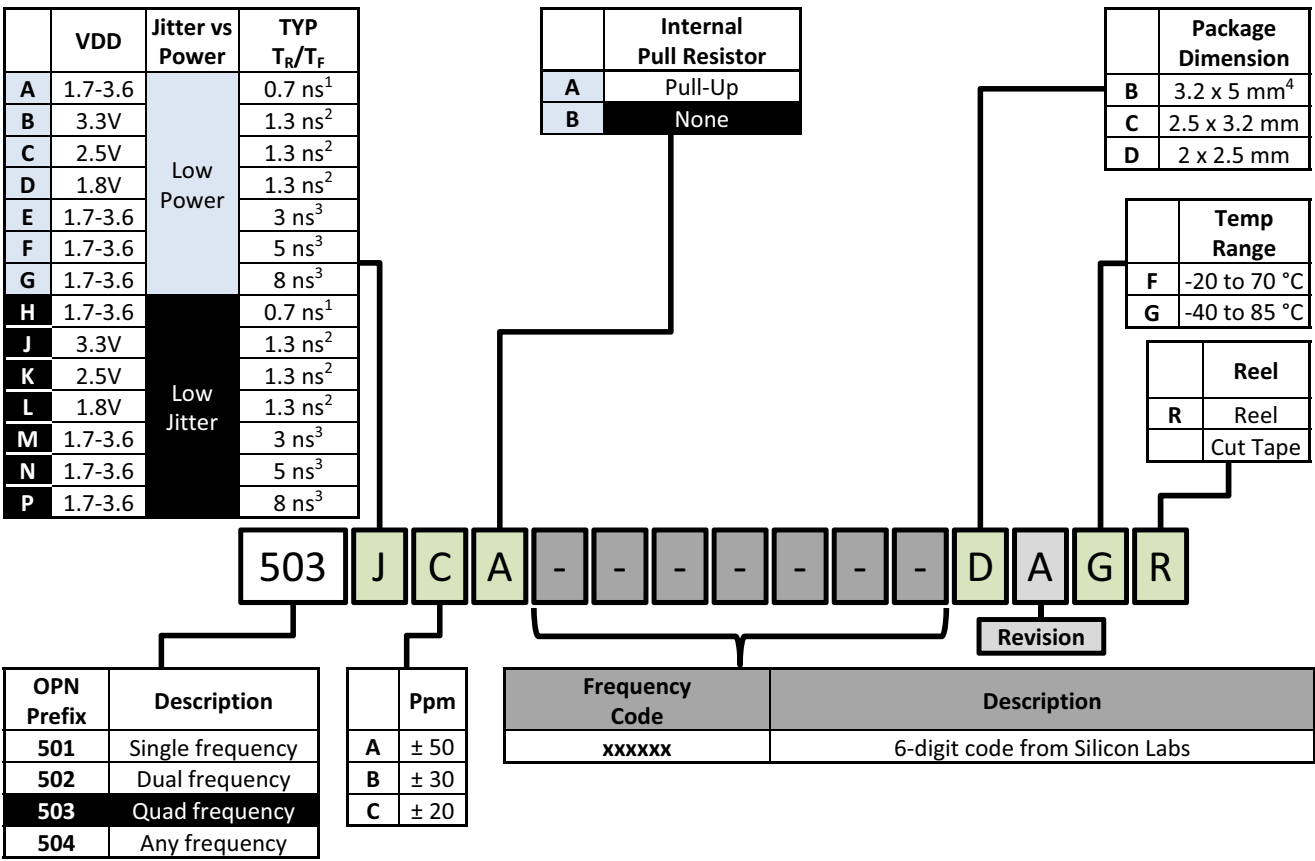 VDD Jitter vs Power TYP T_R/T_F
A 1.7-3.6 0.7 ns¹
B 3.3V 1.3 ns²
C 2.5V 1.3 ns²
D 1.8V 1.3 ns²
E 1.7-3.6 3 ns³
F 1.7-3.6 5 ns³
G 1.7-3.6 8 ns³
Low
Power
H 1.7-3.6 0.7 ns¹
J 3.3V 1.3 ns²
K 2.5V 1.3 ns²
L 1.8V 1.3 ns²
M 1.7-3.6 3 ns³
N 1.7-3.6 5 ns³
P 1.7-3.6 8 ns³
Low
Jitter
Internal
Pull Resistor
A Pull-Up
B None
Package
Dimension
B 3.2 x 5 mm⁴
C 2.5 x 3.2 mm
D 2 x 2.5 mm
Temp
Range
F -20 to 70 °C
G -40 to 85 °C
Reel
R Reel
Cut Tape
503 J C A - - - - - - - D A G R
Revision
OPN
Prefix
Description
501 Single frequency
502 Dual frequency
503 Quad frequency
504 Any frequency
Ppm
A ± 50
B ± 30
C ± 20
Frequency
Code
Description
xxxxxx 6-digit code from Silicon Labs